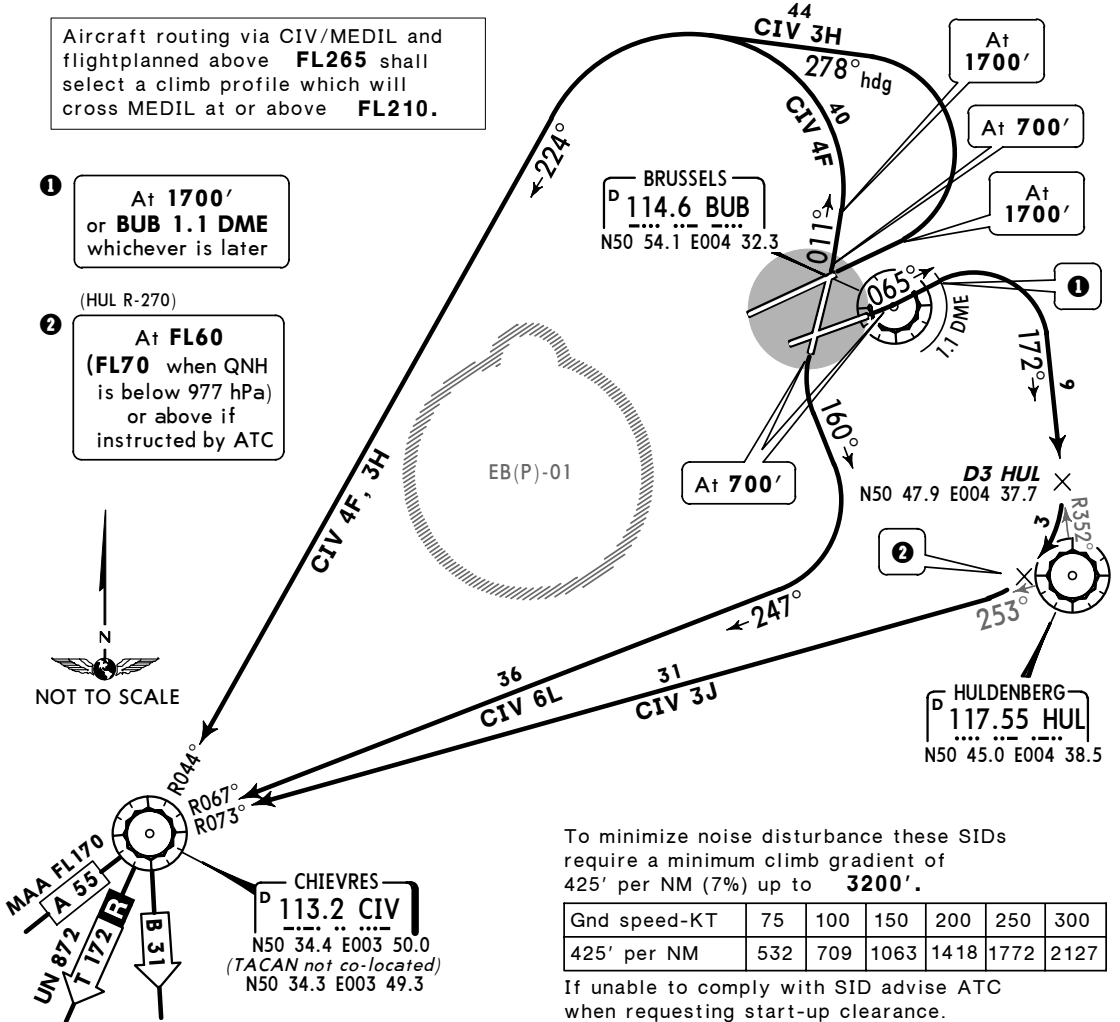 Aircraft routing via CIV/MEDIL and
flightplanned above FL265 shall
select a climb profile which will
cross MEDIL at or above FL210.
44
CIV 3H
278° hdg
40
CIV 4F
At
1700'
At 700'
At
1700'
224°
❶
At 1700'
or BUB 1.1 DME
whichever is later
BRUSSELS
D 114.6 BUB
N50 54.1 E004 32.3
011°
065°
❶
1.1 DME
(HUL R-270)
❷
At FL60
(FL70 when QNH
is below 977 hPa)
or above if
instructed by ATC
172°
9
160°
EB(P)-01
At 700'
D3 HUL
N50 47.9 E004 37.7
R352°
3
❷
253°
CIV 4F, 3H
247°
N
NOT TO SCALE
36
CIV 6L
31
CIV 3J
HULDENBERG
D 117.55 HUL
N50 45.0 E004 38.5
R044°
R067°
R073°
MAA FL170
A 55
UN 872
T 172 R
B 31
CHIEVRES
D 113.2 CIV
N50 34.4 E003 50.0
(TACAN not co-located)
N50 34.3 E003 49.3
To minimize noise disturbance these SIDs
require a minimum climb gradient of
425' per NM (7%) up to 3200'.
Gnd speed-KT 75 100 150 200 250 300
425' per NM 532 709 1063 1418 1772 2127
If unable to comply with SID advise ATC
when requesting start-up clearance.